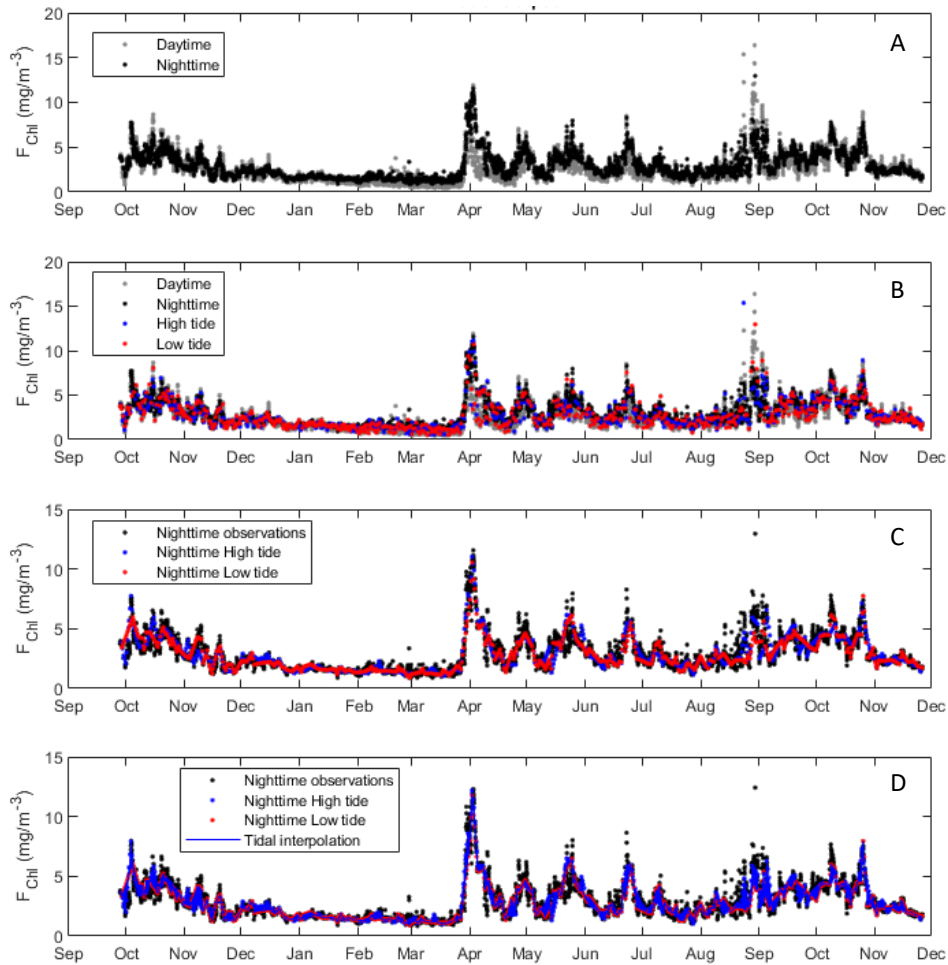 A
20
15
10
5
0
F Chl (mg/m-3)
Daytime
Nighttime
Sep Oct Nov Dec Jan Feb Mar Apr May Jun Jul Aug Sep Oct Nov Dec
B
20
15
10
5
0
F Chl (mg/m-3)
Daytime
Nighttime
High tide
Low tide
Sep Oct Nov Dec Jan Feb Mar Apr May Jun Jul Aug Sep Oct Nov Dec
C
15
10
5
0
F Chl (mg/m-3)
Nighttime observations
Nighttime High tide
Nighttime Low tide
Sep Oct Nov Dec Jan Feb Mar Apr May Jun Jul Aug Sep Oct Nov Dec
D
15
10
5
0
F Chl (mg/m-3)
Nighttime observations
Nighttime High tide
Nighttime Low tide
Tidal interpolation
Sep Oct Nov Dec Jan Feb Mar Apr May Jun Jul Aug Sep Oct Nov Dec